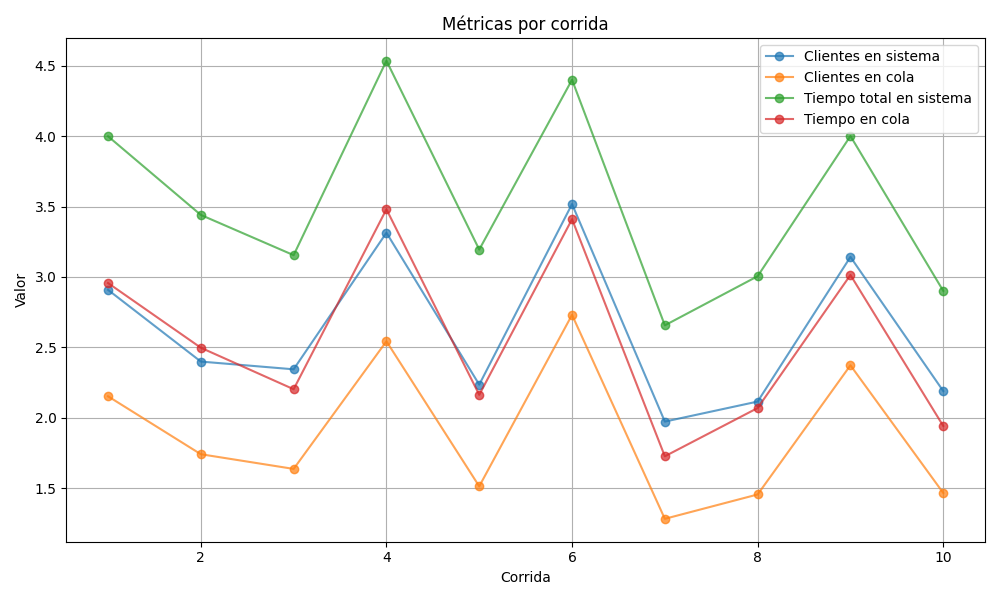 Métricas por corrida
Clientes en sistema
Clientes en cola
Tiempo total en sistema
Tiempo en cola
Valor
4.5
4.0
3.5
3.0
2.5
2.0
1.5
2 4 6 8 10
Corrida